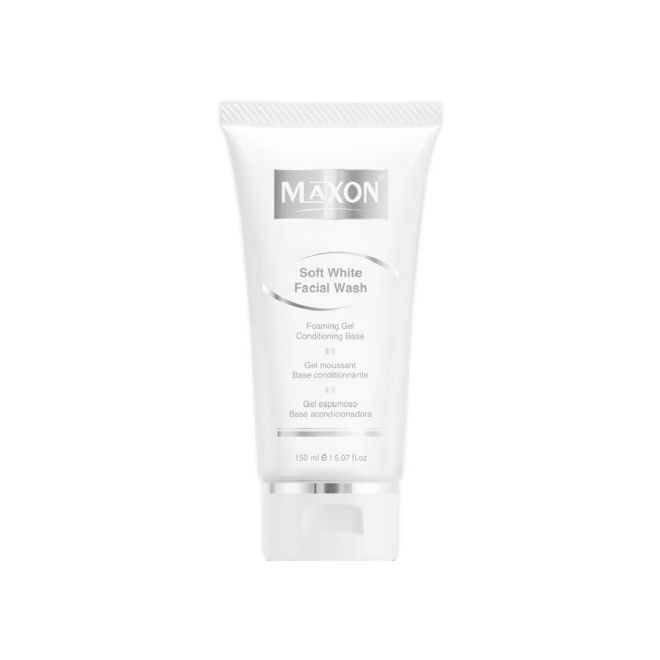 MAXON
Soft White
Facial Wash
Foaming Gel
Conditioning Base
Gel moussant
Base conditionnante
Gel espumoso
Base acondicionadora
150 ml e / 5.07 fl.oz